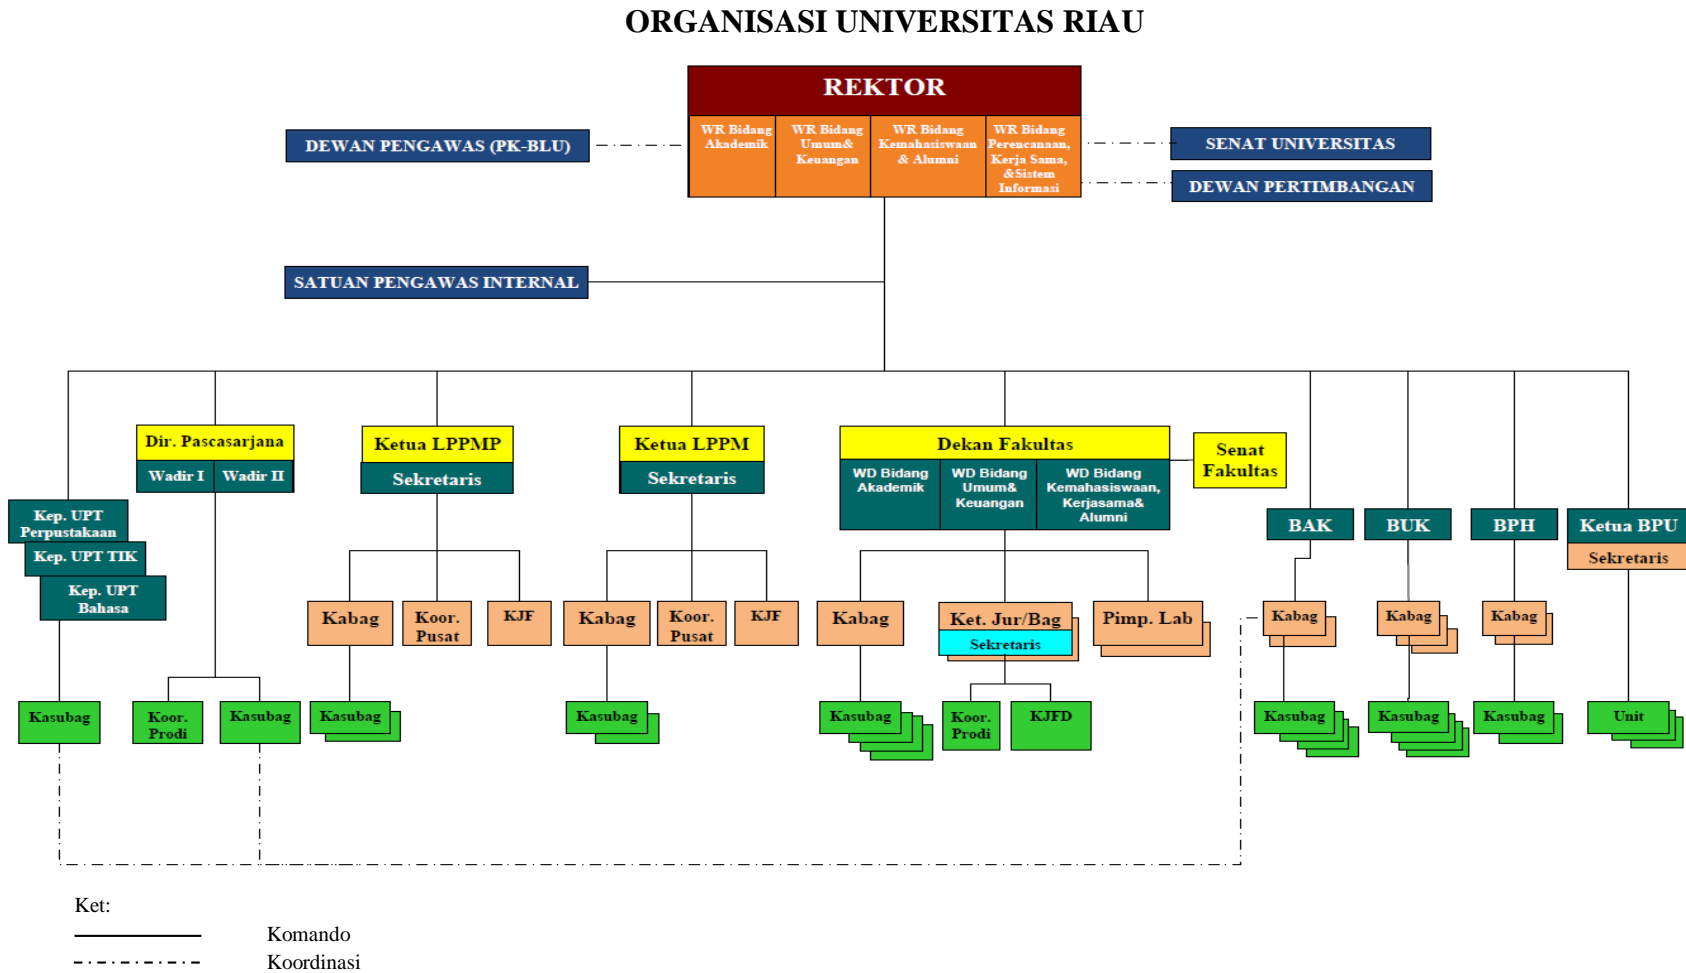 ORGANISASI UNIVERSITAS RIAU
REKTOR
WR Bidang
Akademik
WR Bidang
Umum&
Keuangan
WR Bidang
Kemahasiswaan
& Alumni
WR Bidang
Perencanaan,
Kerja Sama,
&Sistem
Informasi
DEWAN PENGAWAS (PK-BLU)
SENAT UNIVERSITAS
DEWAN PERTIMBANGAN
SATUAN PENGAWAS INTERNAL
Kep. UPT
Perpustakaan
Kep. UPT TIK
Kep. UPT
Bahasa
Dir. Pascasarjana
Wadir I
Wadir II
Ketua LPPMP
Sekretaris
Ketua LPPM
Sekretaris
Dekan Fakultas
WD Bidang
Akademik
WD Bidang
Umum&
Keuangan
WD Bidang
Kemahasiswaan,
Kerjasama&
Alumni
Senat
Fakultas
BAK
BUK
BPH
Ketua BPU
Sekretaris
Kabag
Koor.
Pusat
KJF
Kabag
Koor.
Pusat
KJF
Kabag
Ket. Jur/Bag
Sekretaris
Pimp. Lab
Kabag
Kabag
Kabag
Kasubag
Koor.
Prodi
Kasubag
Kasubag
Kasubag
Kasubag
Koor.
Prodi
KJFD
Kasubag
Kasubag
Kasubag
Unit
Ket:
Komando
Koordinasi